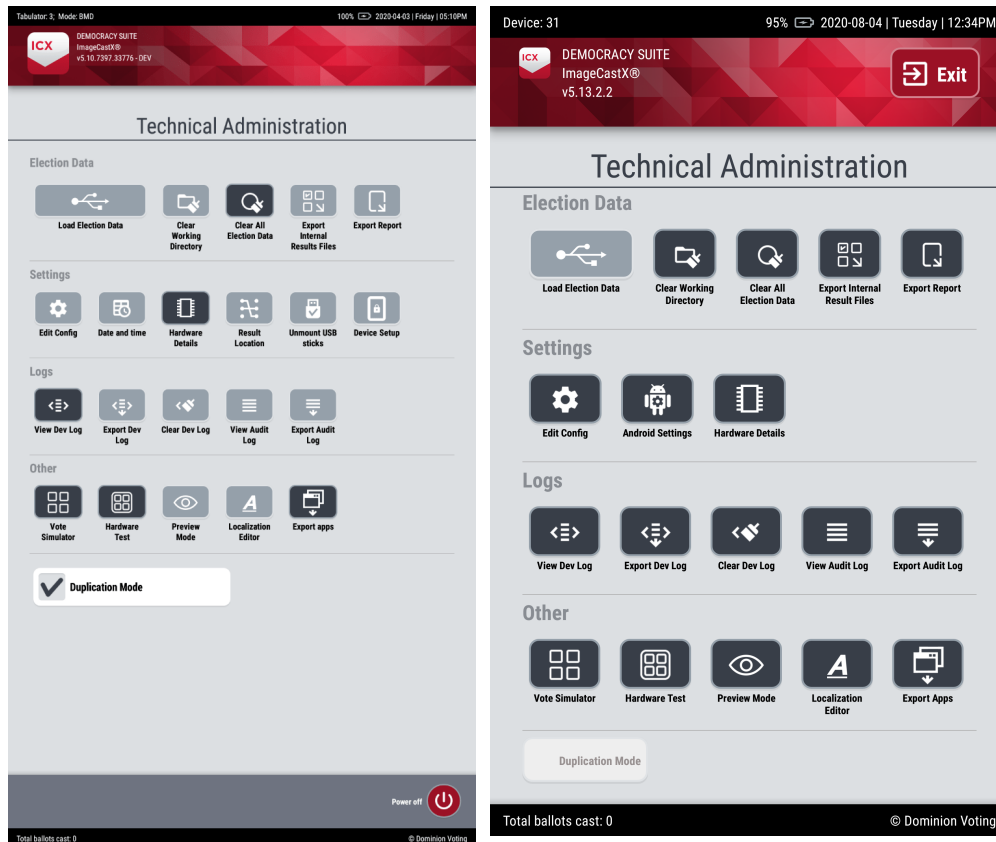 Tabulator: 3; Mode: BMD
100% 2020-04-03 | Friday | 05:10PM
ICX
DEMOCRACY SUITE
ImageCastX®
v5.10.7397.33776 - DEV
Technical Administration
Election Data
Load Election Data
Clear
Working
Directory
Clear All
Election Data
Export
Internal
Results Files
Export Report
Settings
Edit Config
Date and time
Hardware
Details
Result
Location
Unmount USB
sticks
Device Setup
Logs
View Dev Log
Export Dev
Log
Clear Dev Log
View Audit
Log
Export Audit
Log
Other
Vote
Simulator
Hardware
Test
Preview
Mode
Localization
Editor
Export apps
Duplication Mode
Power off
Total ballots cast: 0
© Dominion Voting
Device: 31
95% 2020-08-04 | Tuesday | 12:34PM
ICX
DEMOCRACY SUITE
ImageCastX®
v5.13.2.2
Exit
Technical Administration
Election Data
Load Election Data
Clear Working
Directory
Clear All
Election Data
Export Internal
Result Files
Export Report
Settings
Edit Config
Android Settings
Hardware Details
Logs
View Dev Log
Export Dev Log
Clear Dev Log
View Audit Log
Export Audit Log
Other
Vote Simulator
Hardware Test
Preview Mode
Localization
Editor
Export Apps
Duplication Mode
Total ballots cast: 0
© Dominion Voting